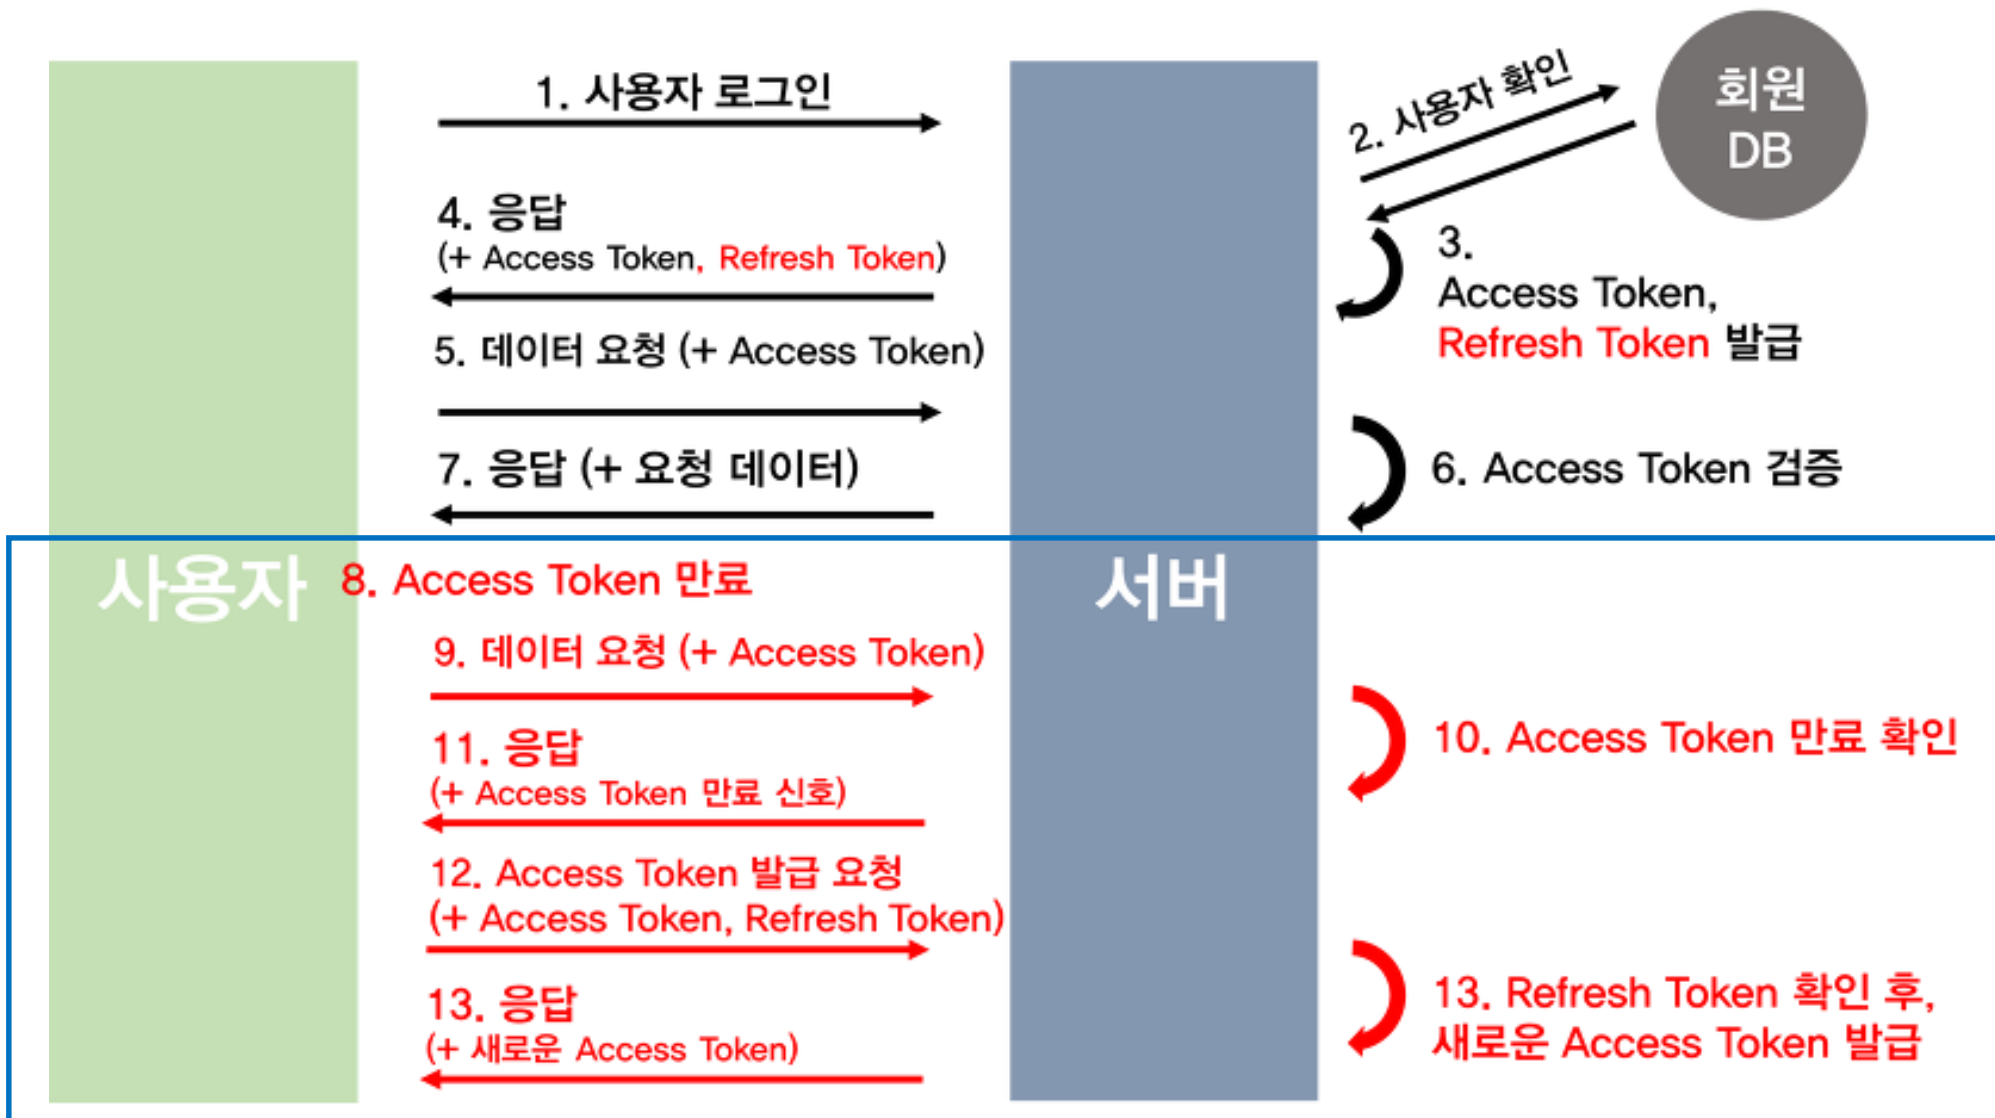 1. 사용자 로그인
2. 사용자 확인
회원
DB
4. 응답
(+ Access Token, Refresh Token)
3.
Access Token,
Refresh Token 발급
5. 데이터 요청 (+ Access Token)
7. 응답 (+ 요청 데이터)
6. Access Token 검증
사용자
8. Access Token 만료
서버
9. 데이터 요청 (+ Access Token)
11. 응답
(+ Access Token 만료 신호)
10. Access Token 만료 확인
12. Access Token 발급 요청
(+ Access Token, Refresh Token)
13. 응답
(+ 새로운 Access Token)
13. Refresh Token 확인 후,
새로운 Access Token 발급